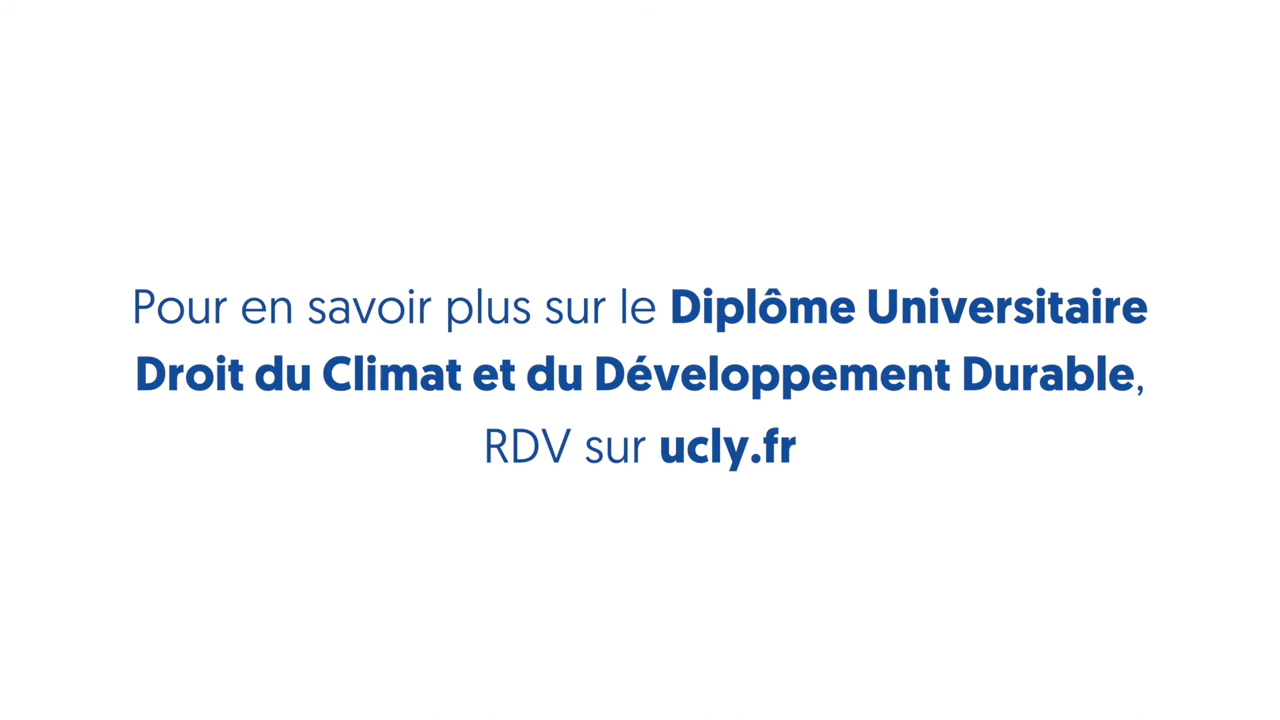 Pour en savoir plus sur le Diplôme Universitaire
Droit du Climat et du Développement Durable,
RDV sur ucly.fr